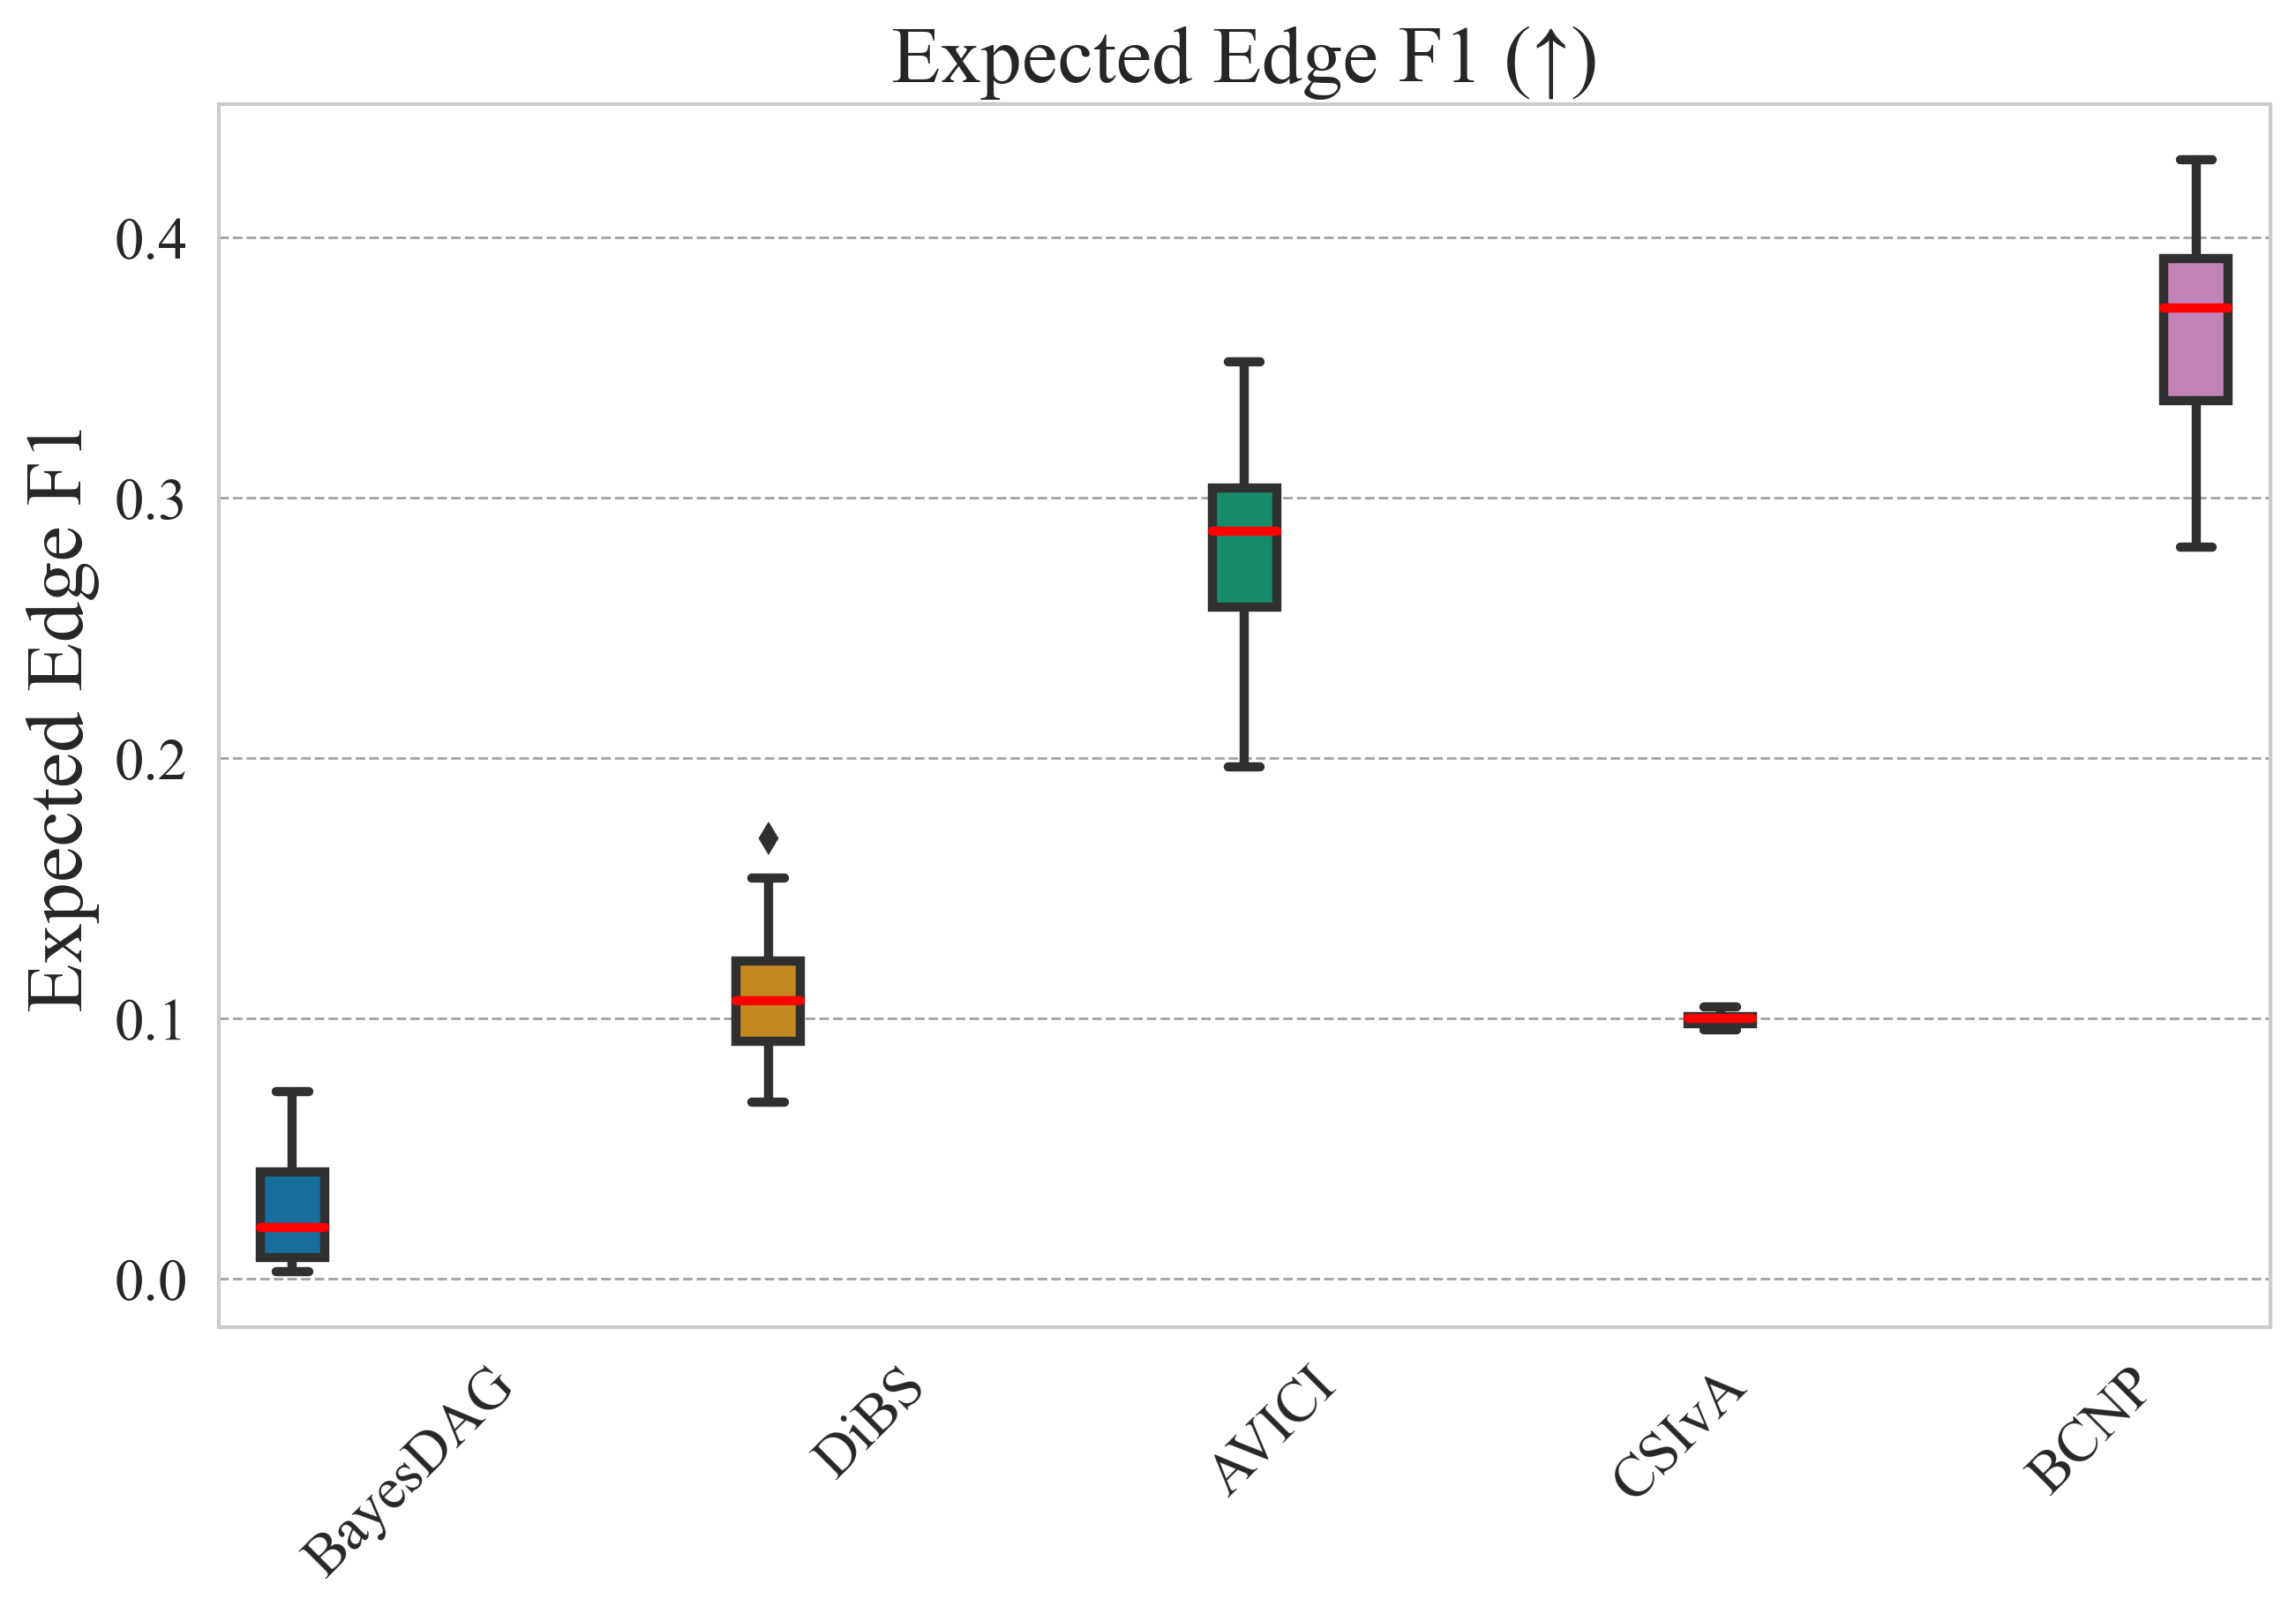 Expected Edge F1 (↑)
Expected Edge F1
0.4
0.3
0.2
0.1
0.0
BayesDAG
DiBS
AVICI
CSIvA
BCNP